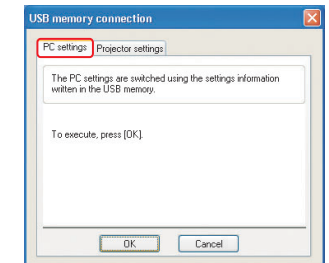 USB memory connection
PC settings Projector settings
The PC settings are switched using the settings information
written in the USB memory.
To execute, press [OK].
OK Cancel